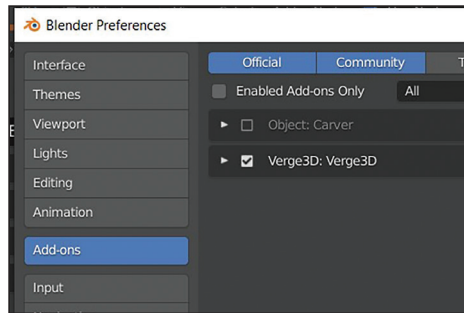 Blender Preferences
Interface
Themes
Viewport
Lights
Editing
Animation
Add-ons
Input
Official Community
Enabled Add-ons Only All
Object: Carver
Verge3D: Verge3D